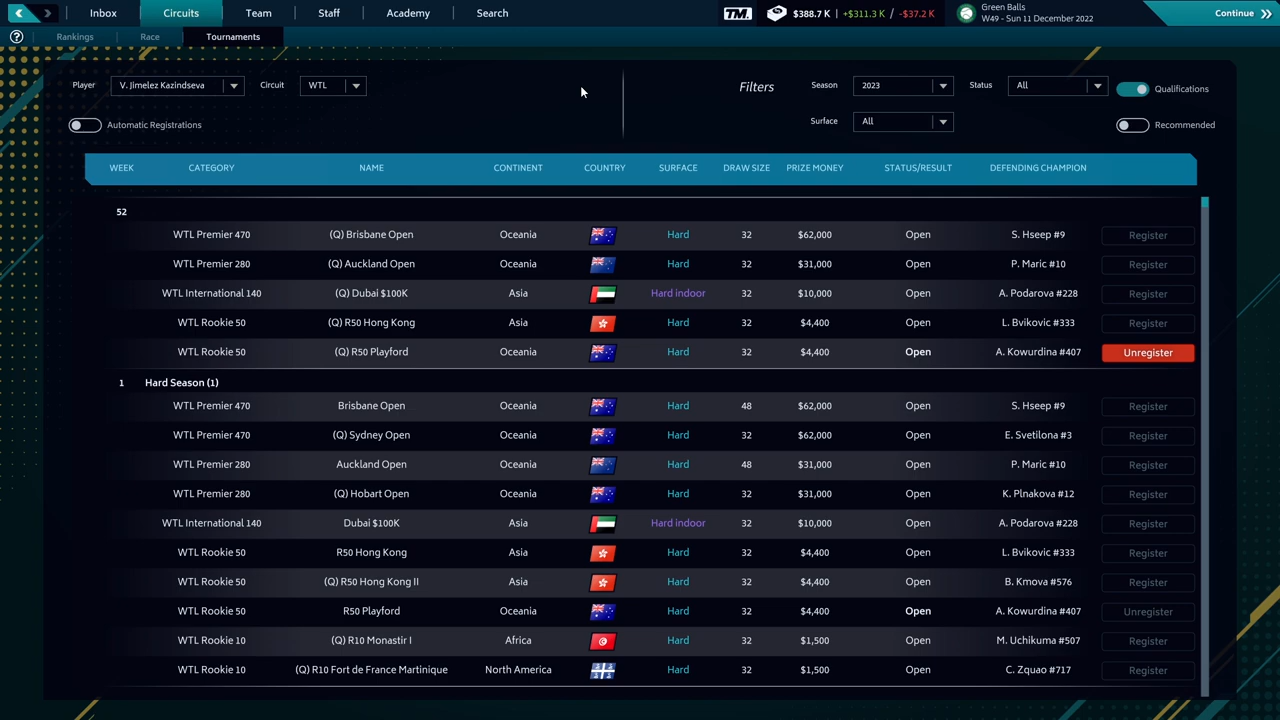 Inbox Circuits Team Staff Academy Search TM. $388.7 K +$311.3 K / -$37.2 K Green Balls Continue
W49 - Sun 11 December 2022
? Rankings Race Tournaments
Player V. Jimelez Kazindseva Circuit WTL Filters Season 2023 Status All Qualifications
Automatic Registrations Surface All Recommended
WEEK CATEGORY NAME CONTINENT COUNTRY SURFACE DRAW SIZE PRIZE MONEY STATUS/RESULT DEFENDING CHAMPION
52
WTL Premier 470 (Q) Brisbane Open Oceania Hard 32 $62,000 Open S. Hseep #9 Register
WTL Premier 280 (Q) Auckland Open Oceania Hard 32 $31,000 Open P. Maric #10 Register
WTL International 140 (Q) Dubai $100K Asia Hard indoor 32 $10,000 Open A. Podarova #228 Register
WTL Rookie 50 (Q) R50 Hong Kong Asia Hard 32 $4,400 Open L. Bvikovic #333 Register
WTL Rookie 50 (Q) R50 Playford Oceania Hard 32 $4,400 Open A. Kowurdina #407 Unregister
1 Hard Season (1)
WTL Premier 470 Brisbane Open Oceania Hard 48 $62,000 Open S. Hseep #9 Register
WTL Premier 470 (Q) Sydney Open Oceania Hard 32 $62,000 Open E. Svetilona #3 Register
WTL Premier 280 Auckland Open Oceania Hard 48 $31,000 Open P. Maric #10 Register
WTL Premier 280 (Q) Hobart Open Oceania Hard 32 $31,000 Open K. Plnakova #12 Register
WTL International 140 Dubai $100K Asia Hard indoor 32 $10,000 Open A. Podarova #228 Register
WTL Rookie 50 R50 Hong Kong Asia Hard 32 $4,400 Open L. Bvikovic #333 Register
WTL Rookie 50 (Q) R50 Hong Kong II Asia Hard 32 $4,400 Open B. Kmova #576 Register
WTL Rookie 50 R50 Playford Oceania Hard 32 $4,400 Open A. Kowurdina #407 Unregister
WTL Rookie 10 (Q) R10 Monastir I Africa Hard 32 $1,500 Open M. Uchikuma #507 Register
WTL Rookie 10 (Q) R10 Fort de France Martinique North America Hard 32 $1,500 Open C. Zquao #717 Register